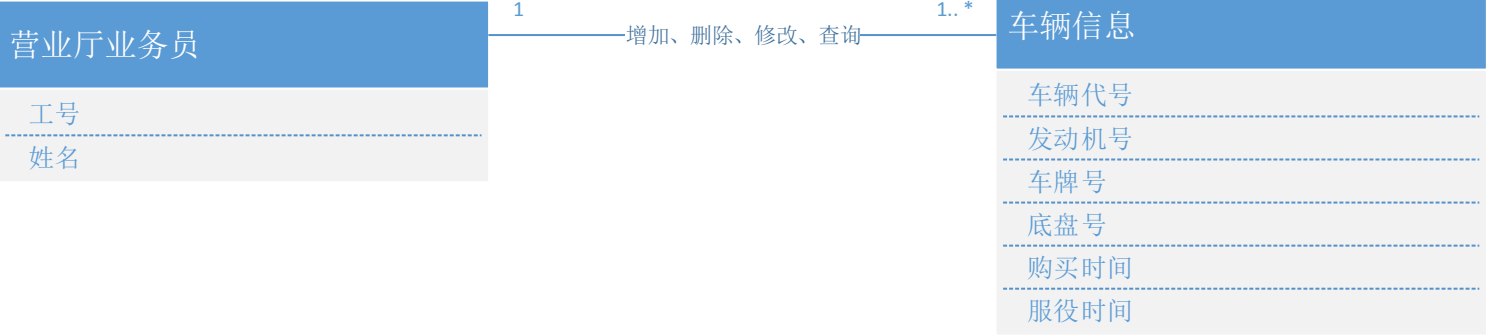 营业厅业务员
工号
姓名
1
1..*
增加、删除、修改、查询
车辆信息
车辆代号
发动机号
车牌号
底盘号
购买时间
服役时间